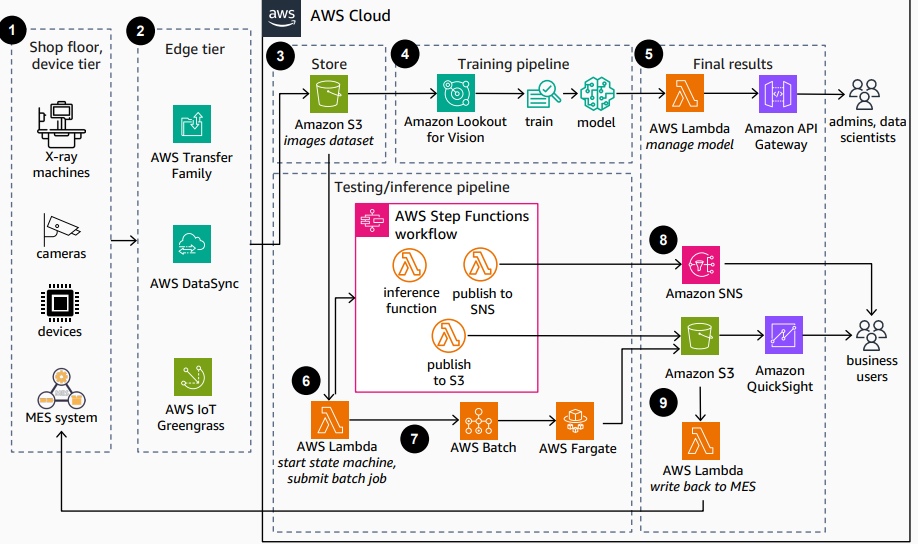 aws
AWS Cloud
1
Shop floor,
device tier
X-ray
machines
cameras
devices
MES
MES system
2
Edge tier
AWS Transfer
Family
AWS DataSync
AWS IoT
Greengrass
3
Store
Amazon S3
images dataset
4
Training pipeline
Amazon Lookout
for Vision
train
model
5
Final results
AWS Lambda
manage model
Amazon API
Gateway
admins, data
scientists
Testing/inference pipeline
AWS Step Functions
workflow
inference
function
publish to
SNS
publish
to S3
6
AWS Lambda
start state machine,
submit batch job
7
AWS Batch
AWS Fargate
8
Amazon SNS
Amazon S3
Amazon
QuickSight
business
users
9
AWS Lambda
write back to MES